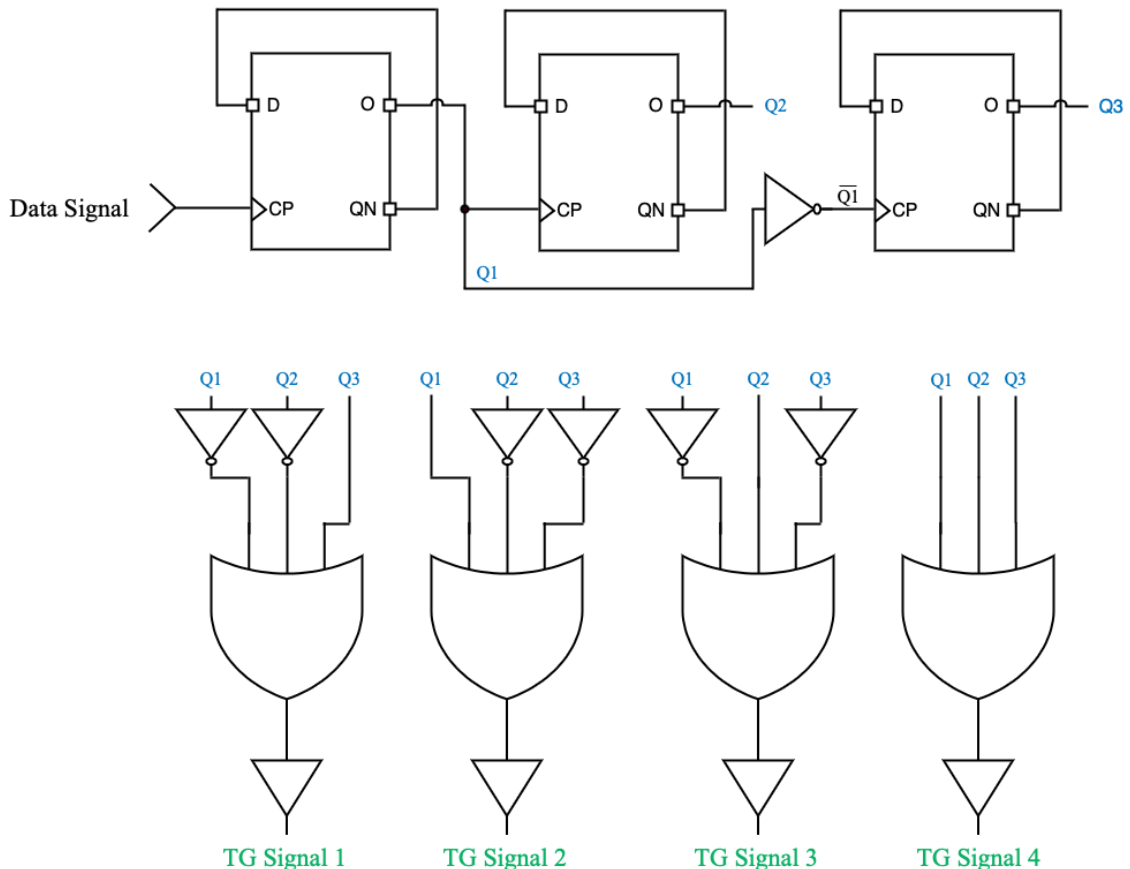 D O D O Q2 D O Q3
Data Signal CP QN CP QN Q1 CP QN
Q1
Q1 Q2 Q3 Q1 Q2 Q3 Q1 Q2 Q3 Q1 Q2 Q3
TG Signal 1 TG Signal 2 TG Signal 3 TG Signal 4